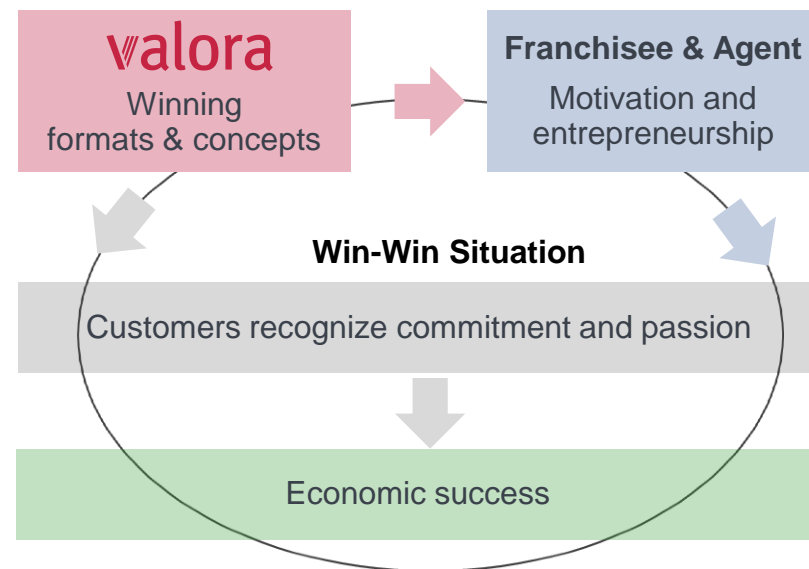 valora
Winning
formats & concepts
Franchisee & Agent
Motivation and
entrepreneurship
Win-Win Situation
Customers recognize commitment and passion
Economic success